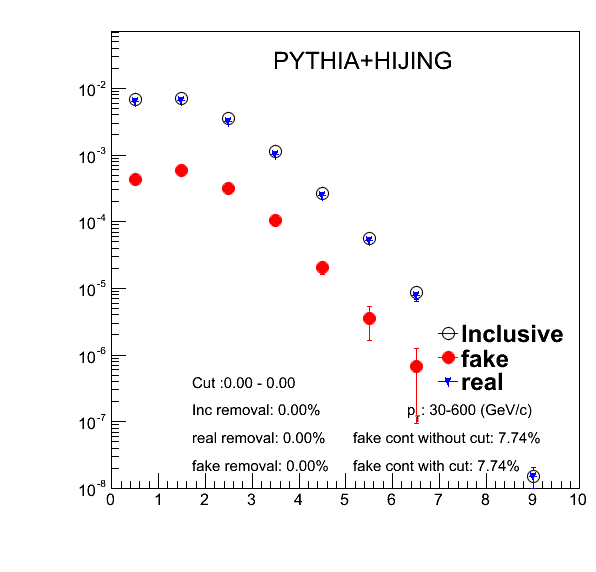 PYTHIA+HIJING
10-2
10-3
10-4
10-5
10-6
10-7
10-8
Inclusive
fake
real
Cut :0.00 - 0.00
Inc removal: 0.00%
p : 30-600 (GeV/c)
real removal: 0.00%
fake cont without cut: 7.74%
fake removal: 0.00%
fake cont with cut: 7.74%
0 1 2 3 4 5 6 7 8 9 10